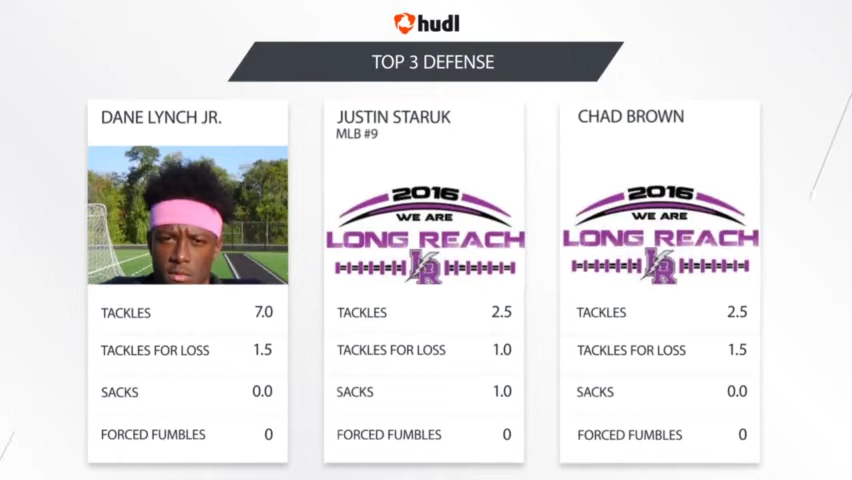 hudl
TOP 3 DEFENSE
DANE LYNCH JR.
TACKLES 7.0
TACKLES FOR LOSS 1.5
SACKS 0.0
FORCED FUMBLES 0
JUSTIN STARUK
MLB #9
2016
WE ARE
LONG REACH
LR
TACKLES 2.5
TACKLES FOR LOSS 1.0
SACKS 1.0
FORCED FUMBLES 0
CHAD BROWN
2016
WE ARE
LONG REACH
LR
TACKLES 2.5
TACKLES FOR LOSS 1.5
SACKS 0.0
FORCED FUMBLES 0